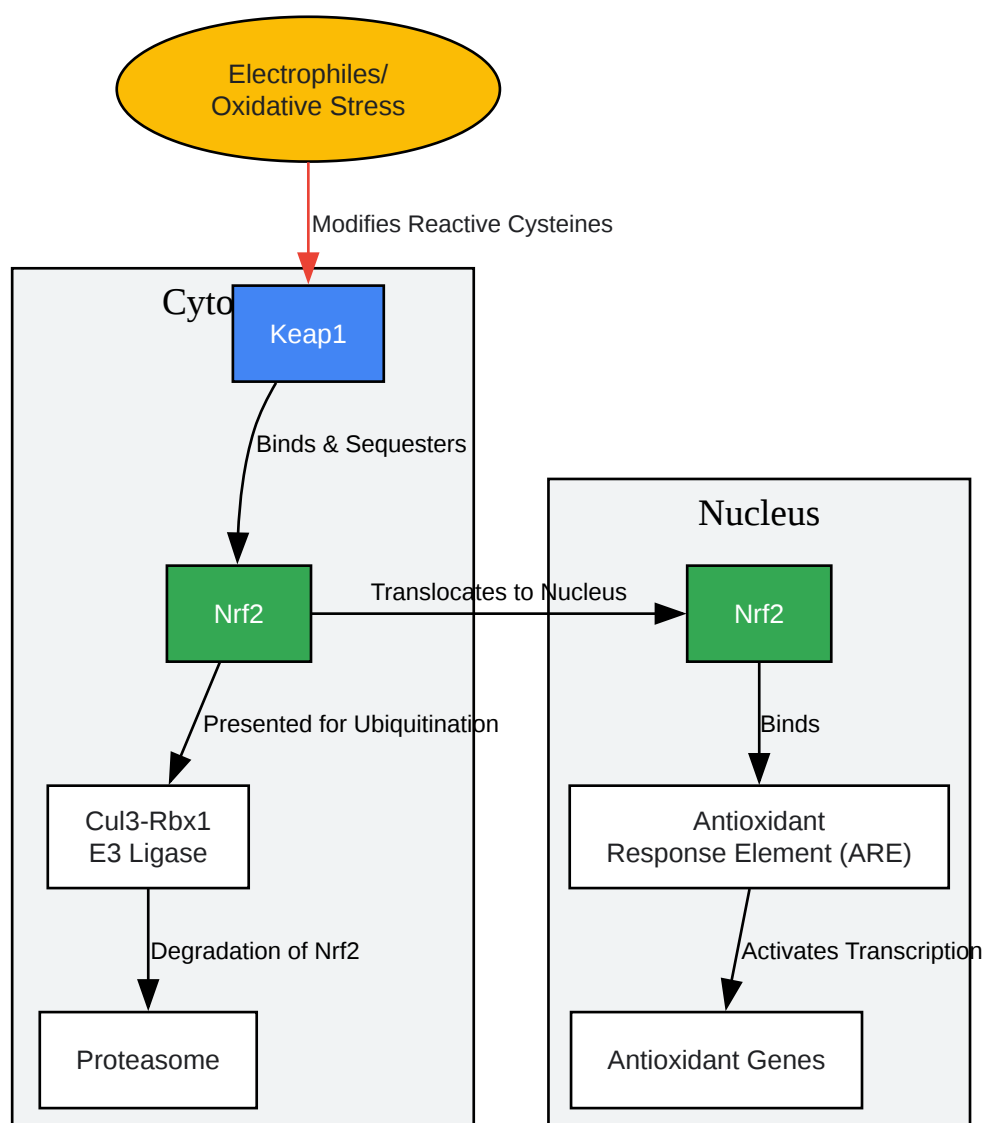 Electrophiles/
Oxidative Stress
Modifies Reactive Cysteines
Cyto
Keap1
Binds & Sequesters
Nucleus
Nrf2
Translocates to Nucleus
Nrf2
Presented for Ubiquitination
Binds
Cul3-Rbx1
E3 Ligase
Antioxidant
Response Element (ARE)
Degradation of Nrf2
Activates Transcription
Proteasome
Antioxidant Genes